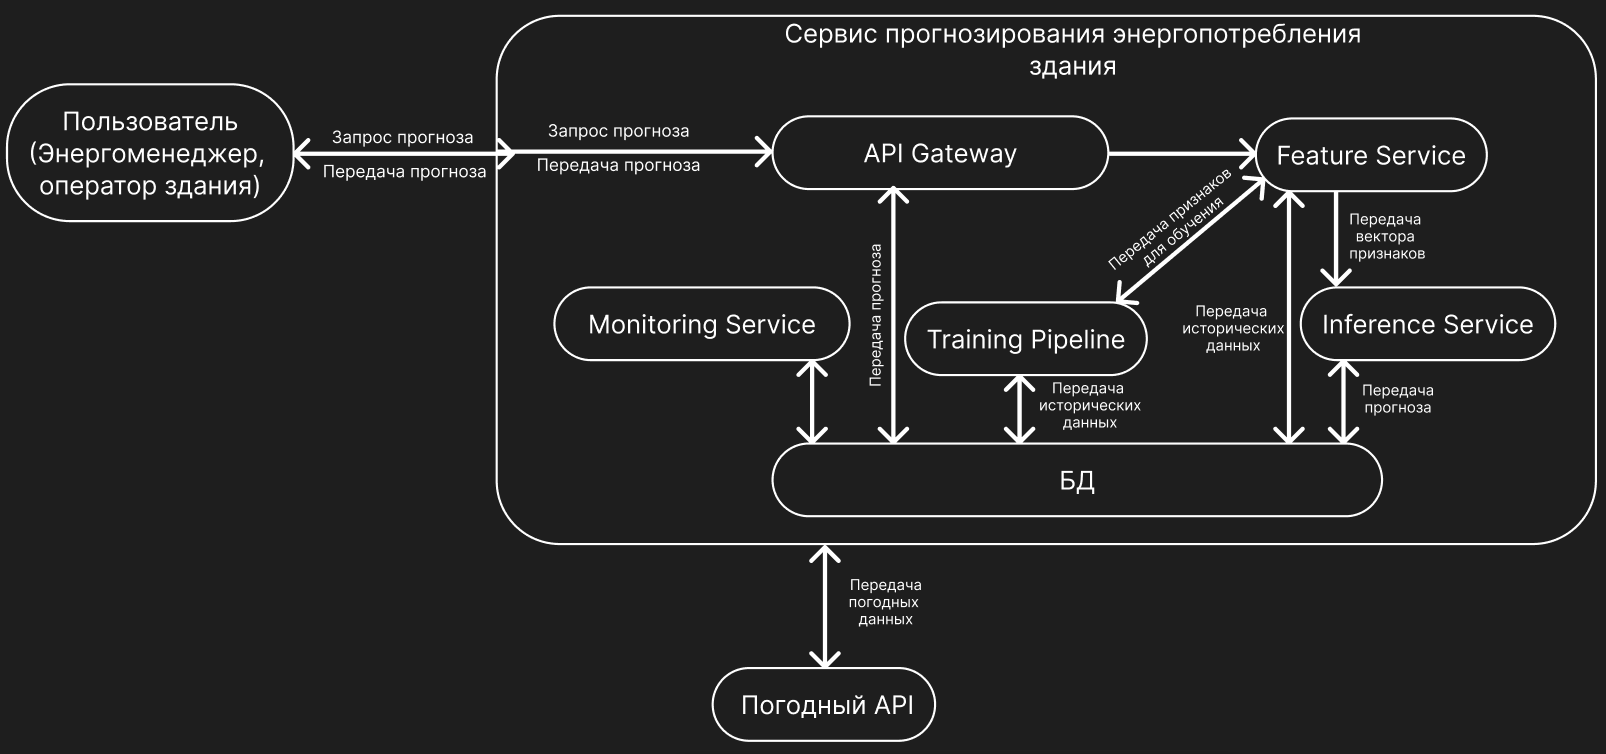 Сервис прогнозирования энергопотребления
здания
Пользователь
(Энергоменеджер,
оператор здания)
Запрос прогноза
Передача прогноза
Запрос прогноза
Передача прогноза
API Gateway
Feature Service
Передача признаков
для обучения
Передача
вектора
признаков
Monitoring Service
Передача прогноза
Training Pipeline
Передача
исторических
данных
Inference Service
Передача
исторических
данных
Передача
прогноза
БД
Передача
погодных
данных
Погодный API